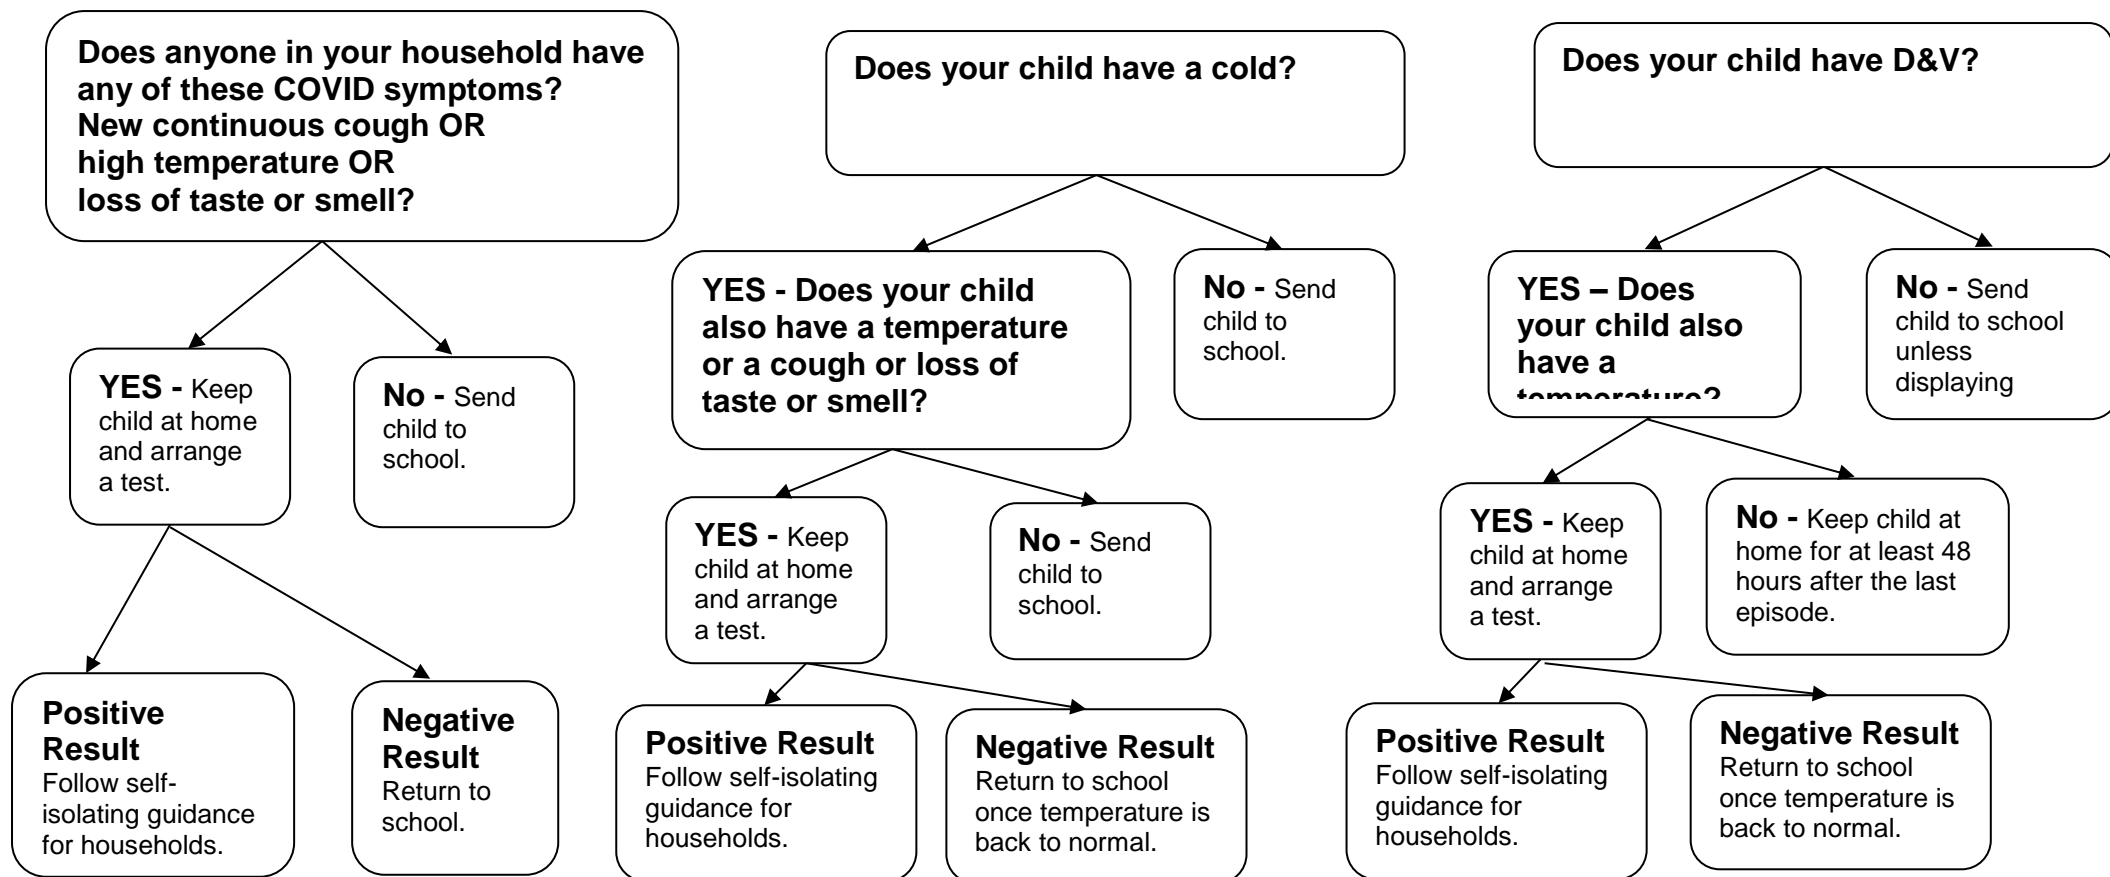 Does anyone in your household have
any of these COVID symptoms?
New continuous cough OR
high temperature OR
loss of taste or smell?
YES - Keep
child at home
and arrange
a test.
No - Send
child to
school.
Positive
Result
Follow self-
isolating guidance
for households.
Negative
Result
Return to
school.
Does your child have a cold?
YES - Does your child
also have a temperature
or a cough or loss of
taste or smell?
No - Send
child to
school.
YES - Keep
child at home
and arrange
a test.
No - Send
child to
school.
Positive Result
Follow self-isolating
guidance for
households.
Negative Result
Return to school
once temperature is
back to normal.
Does your child have D&V?
YES – Does
your child also
have a
temperature?
No - Send
child to school
unless
displaying
YES - Keep
child at home
and arrange
a test.
No - Keep child at
home for at least 48
hours after the last
episode.
Positive Result
Follow self-isolating
guidance for
households.
Negative Result
Return to school
once temperature is
back to normal.